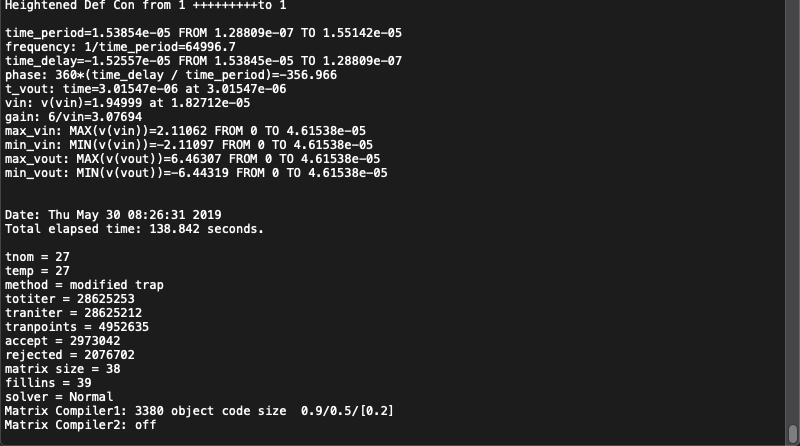 Heightened Def Con from 1 +++++++++to 1
time_period=1.53854e-05 FROM 1.28809e-07 TO 1.55142e-05
frequency: 1/time_period=64996.7
time_delay=-1.52557e-05 FROM 1.53845e-05 TO 1.28809e-07
phase: 360*(time_delay / time_period)=-356.966
t_vout: time=3.01547e-06 at 3.01547e-06
vin: v(vin)=1.94999 at 1.82712e-05
gain: 6/vin=3.07694
max_vin: MAX(v(vin))=2.11062 FROM 0 TO 4.61538e-05
min_vin: MIN(v(vin))=-2.11097 FROM 0 TO 4.61538e-05
max_vout: MAX(v(vout))=6.46307 FROM 0 TO 4.61538e-05
min_vout: MIN(v(vout))=-6.44319 FROM 0 TO 4.61538e-05
Date: Thu May 30 08:26:31 2019
Total elapsed time: 138.842 seconds.
tnom = 27
temp = 27
method = modified trap
totiter = 28625253
traniter = 28625212
tranpoints = 4952635
accept = 2973042
rejected = 2076702
matrix size = 38
fillins = 39
solver = Normal
Matrix Compiler1: 3380 object code size  0.9/0.5/[0.2]
Matrix Compiler2: off